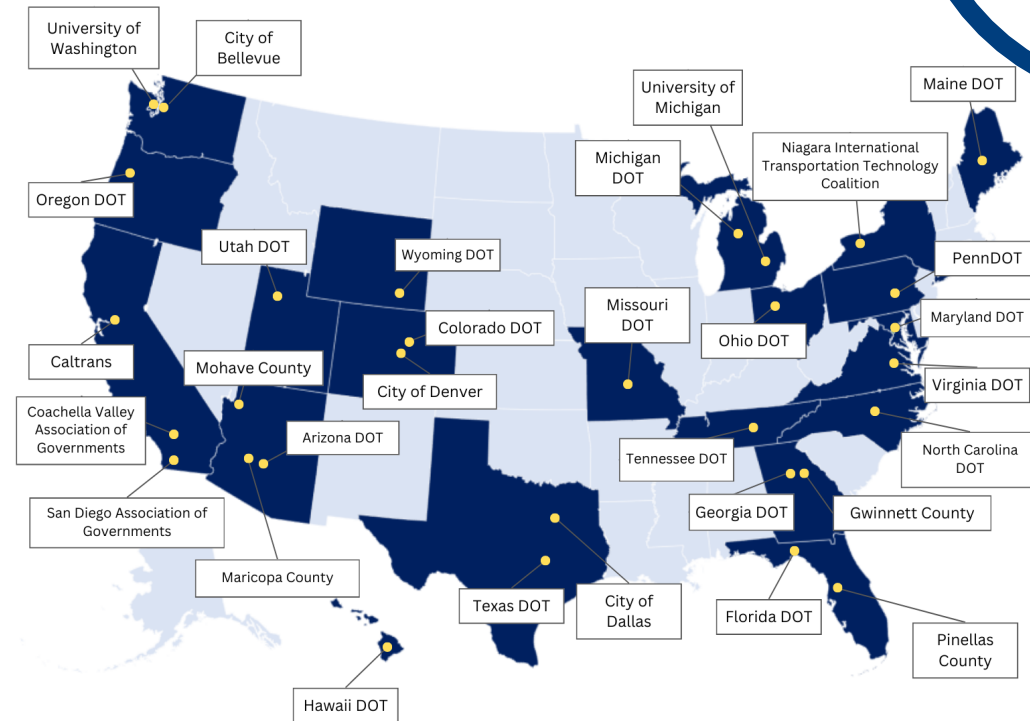 University of
Washington
City of
Bellevue
University of
Michigan
Maine DOT
Niagara International
Transportation Technology
Coalition
Michigan
DOT
Oregon DOT
Utah DOT
Wyoming DOT
PennDOT
Missouri
DOT
Maryland DOT
Colorado DOT
Ohio DOT
Caltrans
Mohave County
City of Denver
Virginia DOT
Coachella Valley
Association of
Governments
Arizona DOT
Tennessee DOT
North Carolina
DOT
San Diego Association of
Governments
Georgia DOT
Gwinnett County
Maricopa County
Texas DOT
City of
Dallas
Florida DOT
Pinellas
County
Hawaii DOT